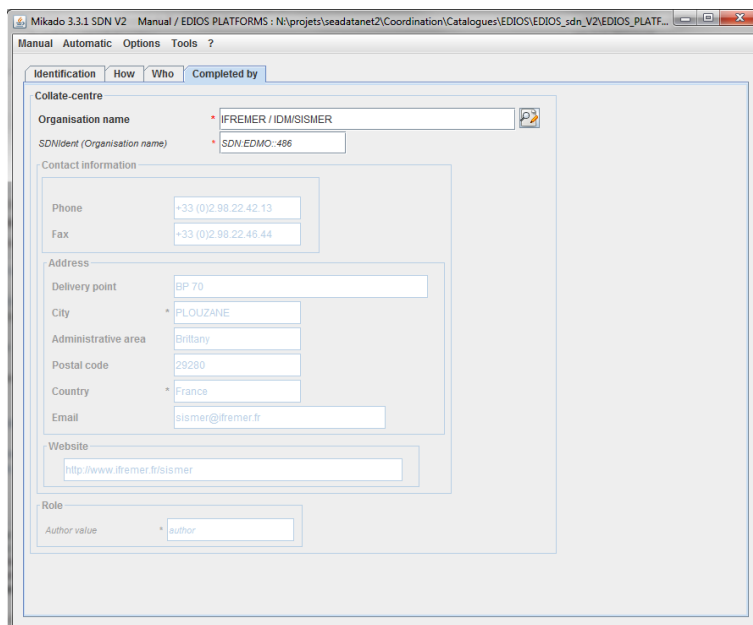 Mikado 3.3.1 SDN V2 Manual / EDIOS PLATFORMS : N:\projets\seadatanet2\Coordination\Catalogues\EDIOS\EDIOS_sdn_V2\EDIOS_PLATF...
Manual Automatic Options Tools ?
Identification How Who Completed by
Collate-centre
Organisation name * IFREMER / IDM/SISMER
SDNIdent (Organisation name) * SDN:EDMO::486
Contact information
Phone +33 (0)2.98.22.42.13
Fax +33 (0)2.98.22.46.44
Address
Delivery point BP 70
City * PLOUZANE
Administrative area Brittany
Postal code 29280
Country * France
Email sismer@ifremer.fr
Website
http://www.ifremer.fr/sismer
Role
Author value * author